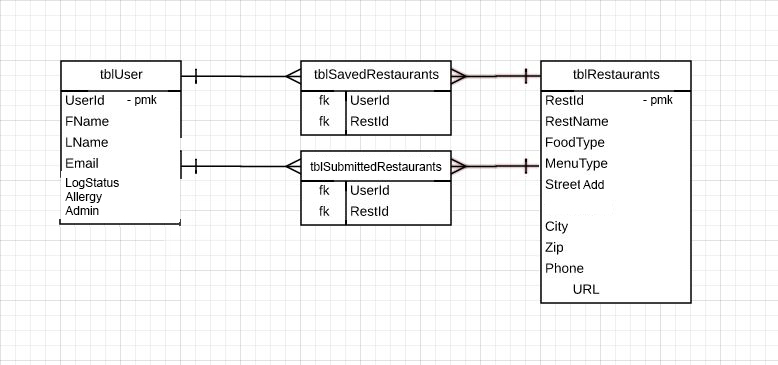 tblUser
UserId - pmk
FName
LName
Email
LogStatus
Allergy
Admin
tblSavedRestaurants
fk UserId
fk RestId
tblSubmittedRestaurants
fk UserId
fk RestId
tblRestaurants
RestId - pmk
RestName
FoodType
MenuType
Street Add
City
Zip
Phone
URL